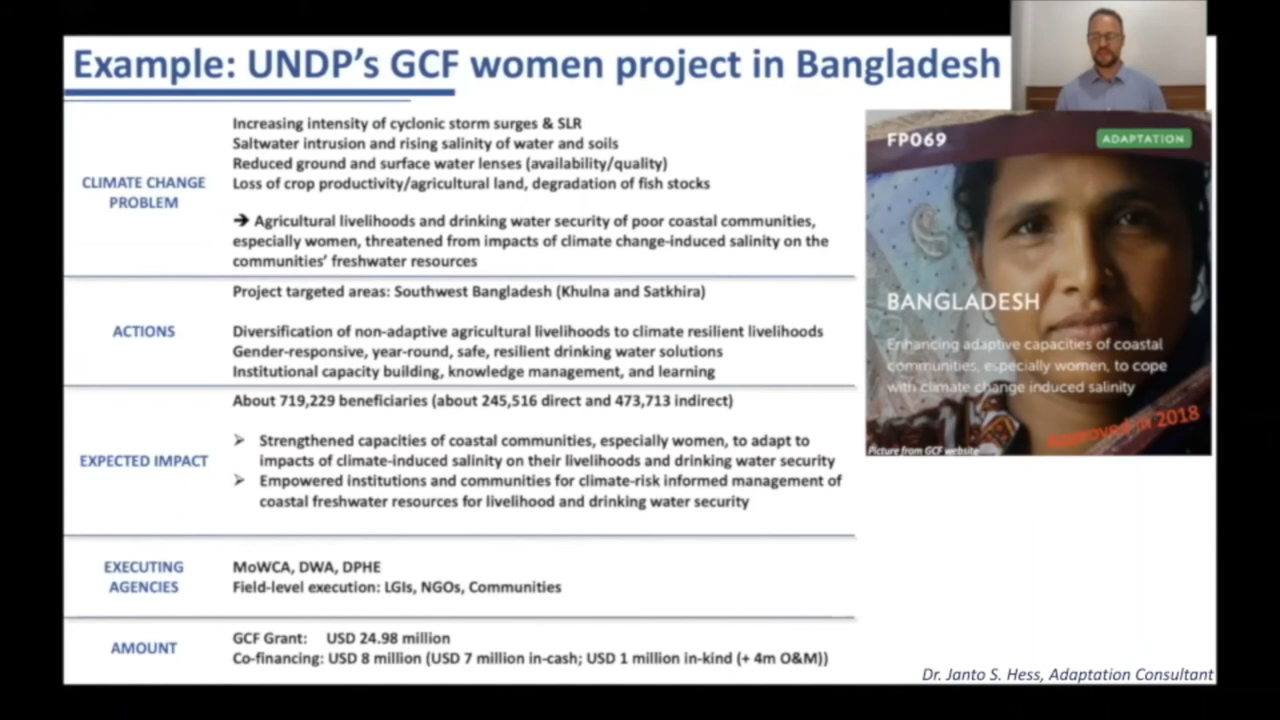 Example: UNDP's GCF women project in Bangladesh
CLIMATE CHANGE
PROBLEM
Increasing intensity of cyclonic storm surges & SLR
Saltwater intrusion and rising salinity of water and soils
Reduced ground and surface water lenses (availability/quality)
Loss of crop productivity/agricultural land, degradation of fish stocks
➔ Agricultural livelihoods and drinking water security of poor coastal communities,
especially women, threatened from impacts of climate change-induced salinity on the
communities' freshwater resources
ACTIONS
Project targeted areas: Southwest Bangladesh (Khulna and Satkhira)
Diversification of non-adaptive agricultural livelihoods to climate resilient livelihoods
Gender-responsive, year-round, safe, resilient drinking water solutions
Institutional capacity building, knowledge management, and learning
EXPECTED IMPACT
About 719,229 beneficiaries (about 245,516 direct and 473,713 indirect)
➢ Strengthened capacities of coastal communities, especially women, to adapt to
impacts of climate-induced salinity on their livelihoods and drinking water security
➢ Empowered institutions and communities for climate-risk informed management of
coastal freshwater resources for livelihood and drinking water security
EXECUTING
AGENCIES
MoWCA, DWA, DPHE
Field-level execution: LGIs, NGOs, Communities
AMOUNT
GCF Grant: USD 24.98 million
Co-financing: USD 8 million (USD 7 million in-cash; USD 1 million in-kind (+ 4m O&M))
FP069
ADAPTATION
BANGLADESH
Enhancing adaptive capacities of coastal
communities, especially women, to cope
with climate change induced salinity
Approved in 2018
Picture from GCF website
Dr. Janto S. Hess, Adaptation Consultant